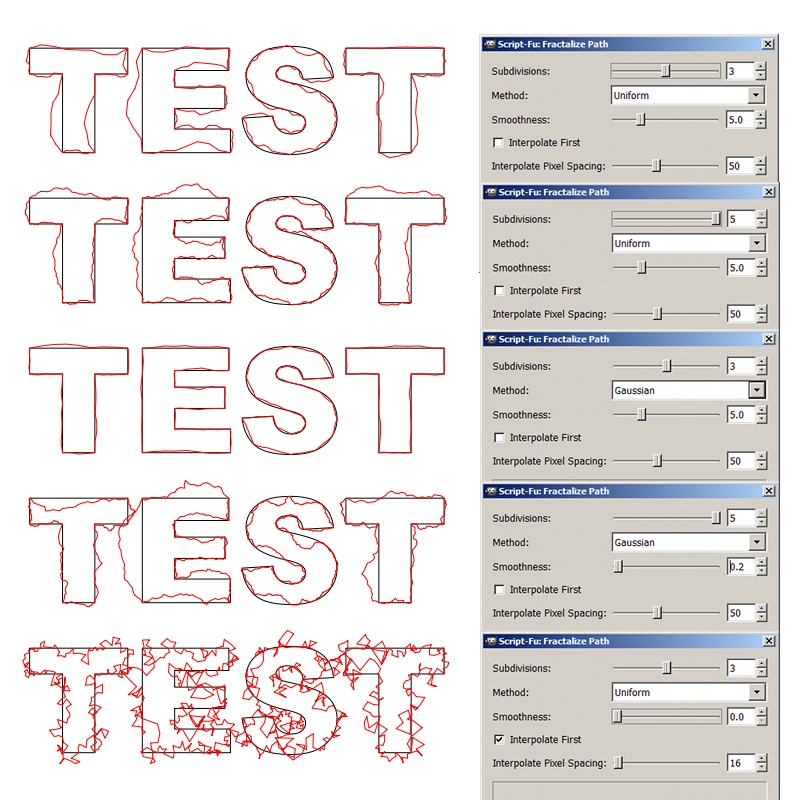 TEST
Script-Fu: Fractalize Path
Subdivisions: 3
Method: Uniform
Smoothness: 5.0
Interpolate First
Interpolate Pixel Spacing: 50
TEST
Script-Fu: Fractalize Path
Subdivisions: 5
Method: Uniform
Smoothness: 5.0
Interpolate First
Interpolate Pixel Spacing: 50
TEST
Script-Fu: Fractalize Path
Subdivisions: 3
Method: Gaussian
Smoothness: 5.0
Interpolate First
Interpolate Pixel Spacing: 50
TEST
Script-Fu: Fractalize Path
Subdivisions: 5
Method: Gaussian
Smoothness: 0.2
Interpolate First
Interpolate Pixel Spacing: 50
TEST
Script-Fu: Fractalize Path
Subdivisions: 3
Method: Uniform
Smoothness: 0.0
Interpolate First
Interpolate Pixel Spacing: 16